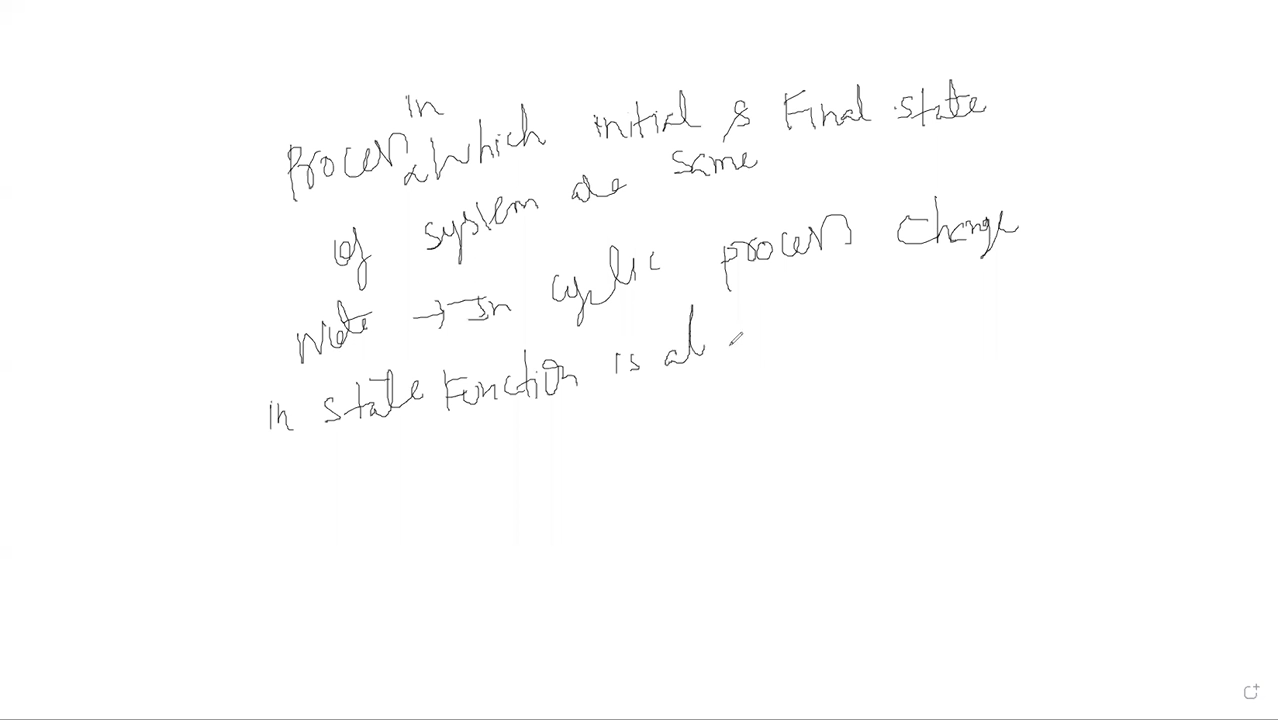 Process in which initial & Final state
of system are same
Note → In cyclic process change
in state Function is al